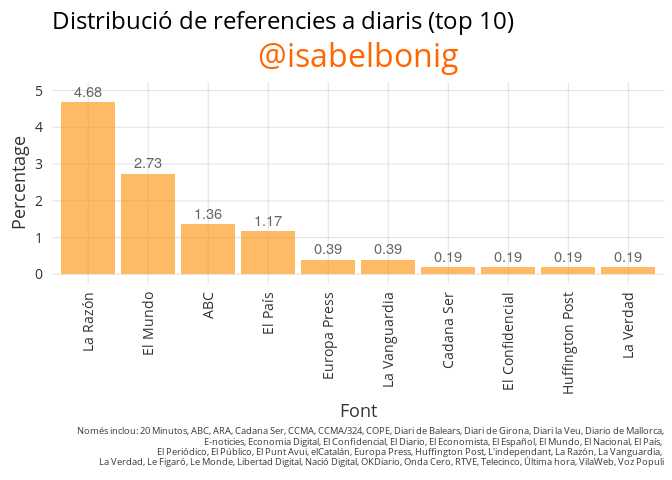 Distribució de referencies a diaris (top 10)
@isabelbonig
Percentage
5
4
3
2
1
0
4.68
2.73
1.36
1.17
0.39
0.39
0.19
0.19
0.19
0.19
La Razón
El Mundo
ABC
El País
Europa Press
La Vanguardia
Cadana Ser
El Confidencial
Huffington Post
La Verdad
Font
Només inclou: 20 Minutos, ABC, ARA, Cadana Ser, CCMA, CCMA/324, COPE, Diari de Balears, Diari de Girona, Diari la Veu, Diario de Mallorca,
E-noticies, Economia Digital, El Confidencial, El Diario, El Economista, El Español, El Mundo, El Nacional, El País,
El Periódico, El Público, El Punt Avui, elCatalán, Europa Press, Huffington Post, L'independant, La Razón, La Vanguardia,
La Verdad, Le Figaró, Le Monde, Libertad Digital, Nació Digital, OKDiario, Onda Cero, RTVE, Telecinco, Última hora, VilaWeb, Voz Populi